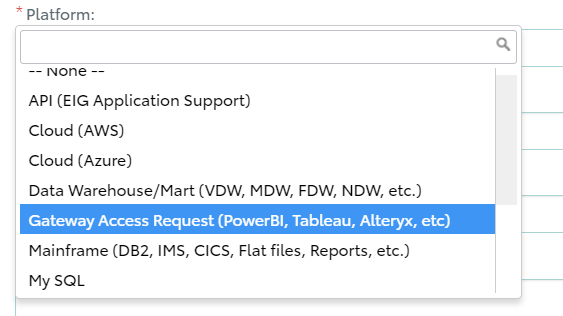 * Platform:
-- None --
API (EIG Application Support)
Cloud (AWS)
Cloud (Azure)
Data Warehouse/Mart (VDW, MDW, FDW, NDW, etc.)
Gateway Access Request (PowerBI, Tableau, Alteryx, etc)
Mainframe (DB2, IMS, CICS, Flat files, Reports, etc.)
My SQL